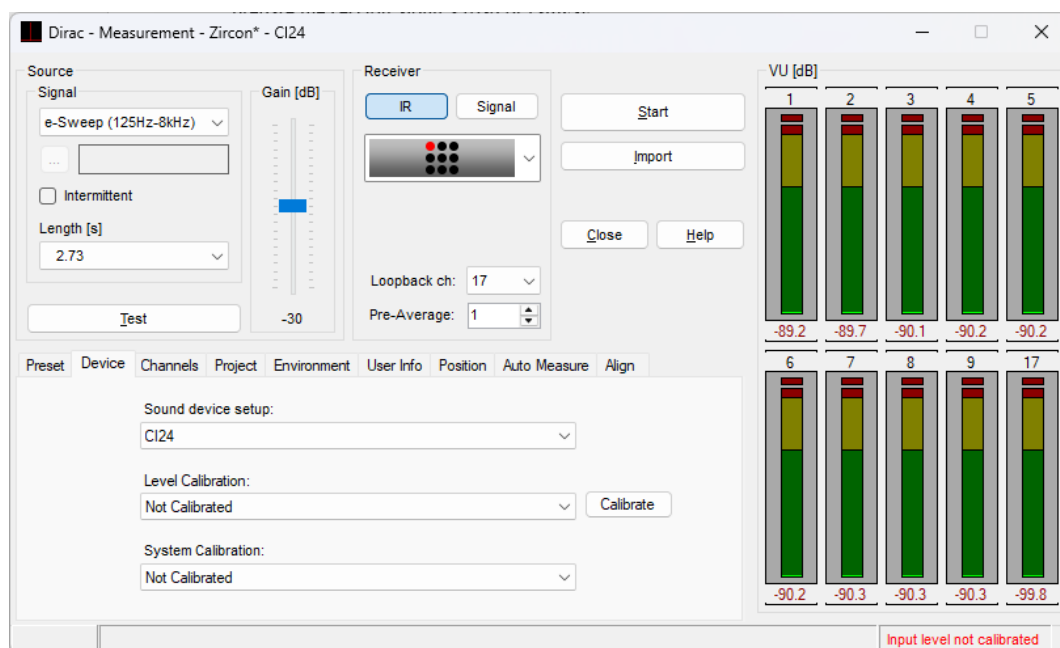 Dirac - Measurement - Zircon* - CI24
Source
Signal
e-Sweep (125Hz-8kHz)
...
Intermittent
Length [s]
2.73
Test
Gain [dB]
-30
Receiver
IR Signal
Loopback ch: 17
Pre-Average: 1
Start
Import
Close Help
VU [dB]
1 2 3 4 5
-89.2 -89.7 -90.1 -90.2 -90.2
6 7 8 9 17
-90.2 -90.3 -90.3 -90.3 -99.8
Preset Device Channels Project Environment User Info Position Auto Measure Align
Sound device setup:
CI24
Level Calibration:
Not Calibrated Calibrate
System Calibration:
Not Calibrated
Input level not calibrated